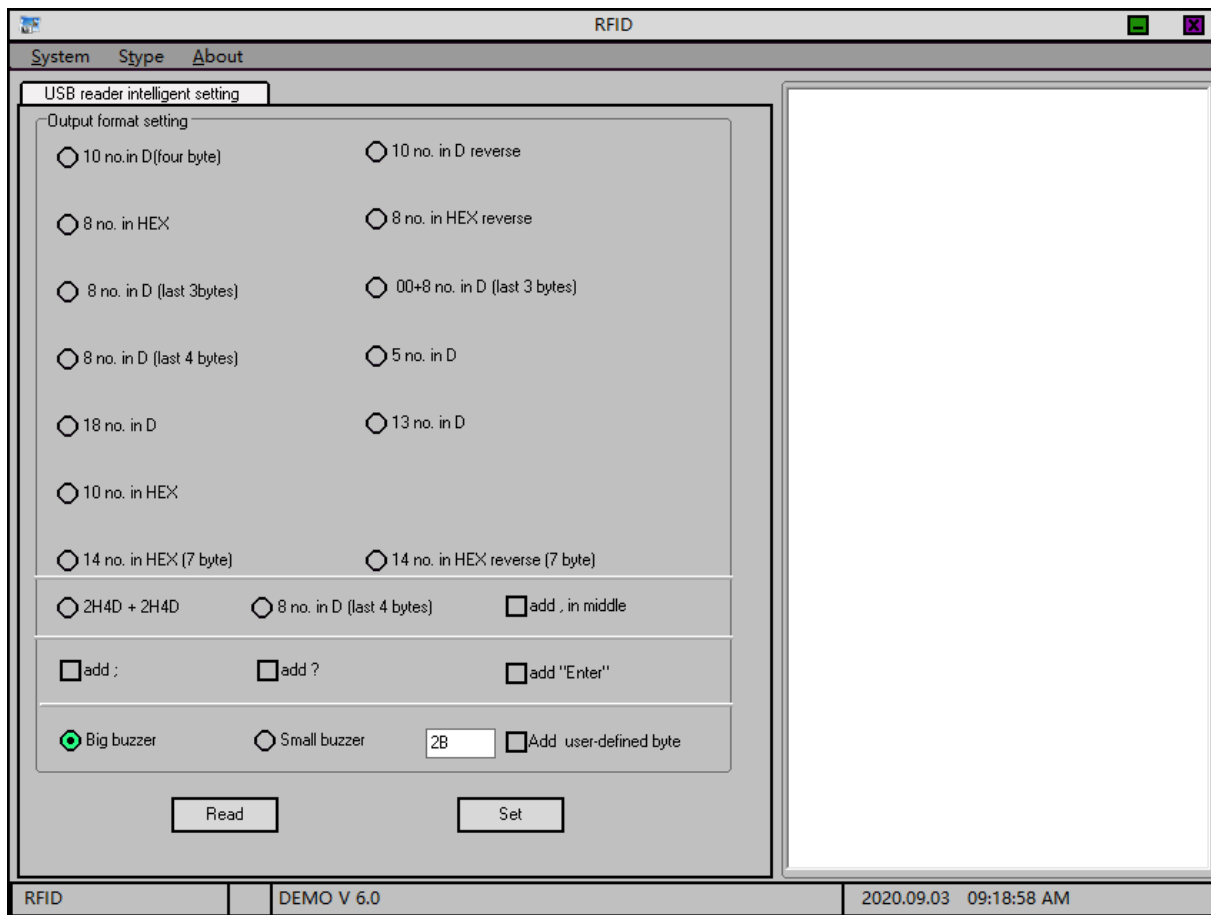 RFID
System Stype About
USB reader intelligent setting
Output format setting
10 no.in D(four byte) 10 no. in D reverse
8 no. in HEX 8 no. in HEX reverse
8 no. in D (last 3bytes) 00+8 no. in D (last 3 bytes)
8 no. in D (last 4 bytes) 5 no. in D
18 no. in D 13 no. in D
10 no. in HEX
14 no. in HEX (7 byte) 14 no. in HEX reverse (7 byte)
2H4D + 2H4D 8 no. in D (last 4 bytes) add , in middle
add ; add ? add "Enter"
Big buzzer Small buzzer 2B Add user-defined byte
Read Set
RFID DEMO V 6.0 2020.09.03 09:18:58 AM